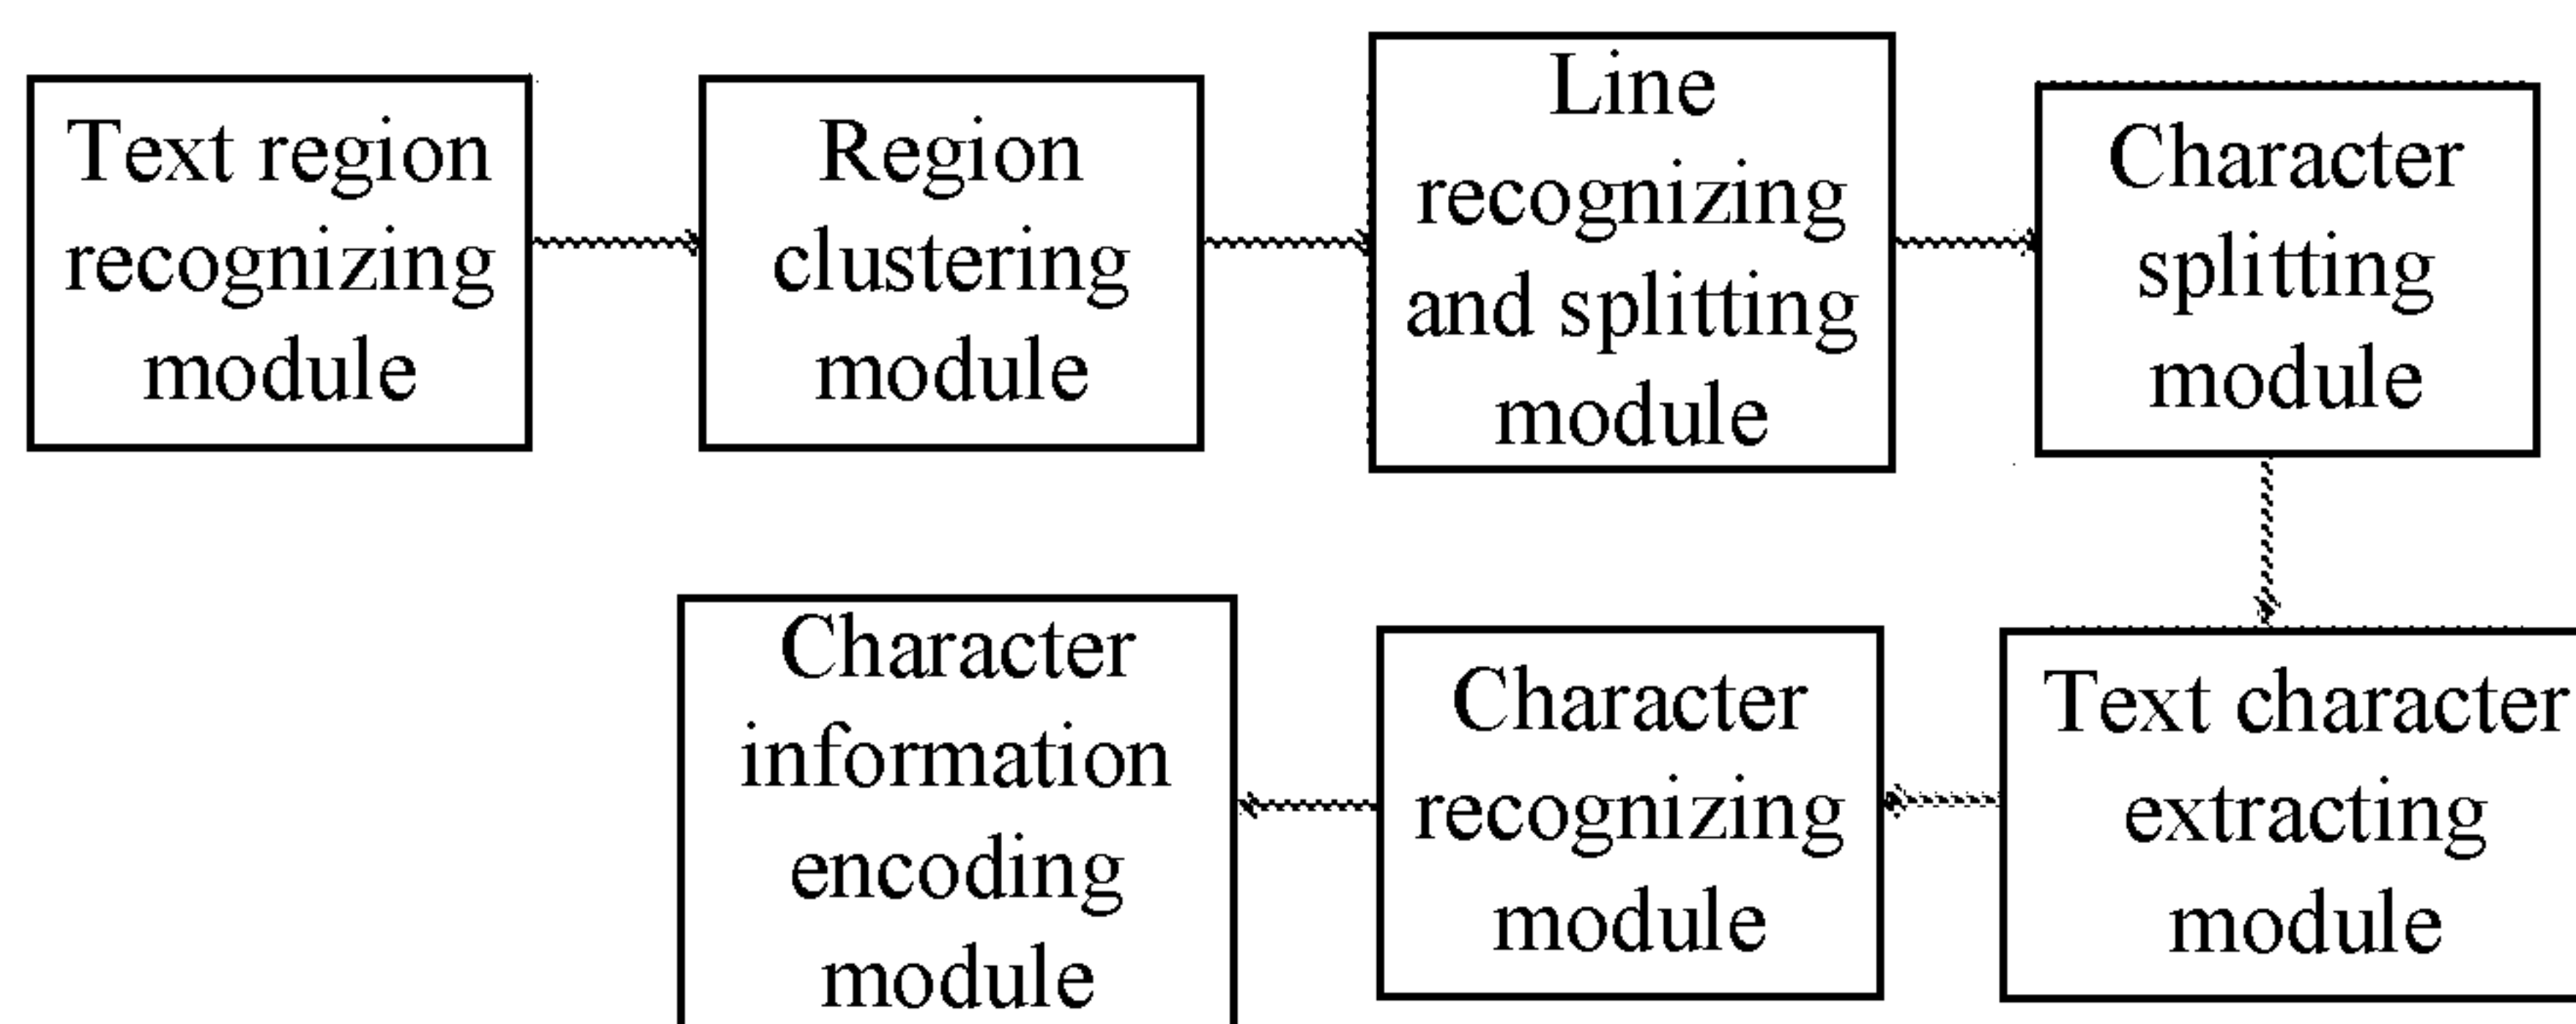 Text region
recognizing
module
Region
clustering
module
Line
recognizing
and splitting
module
Character
splitting
module
Text character
extracting
module
Character
recognizing
module
Character
information
encoding
module